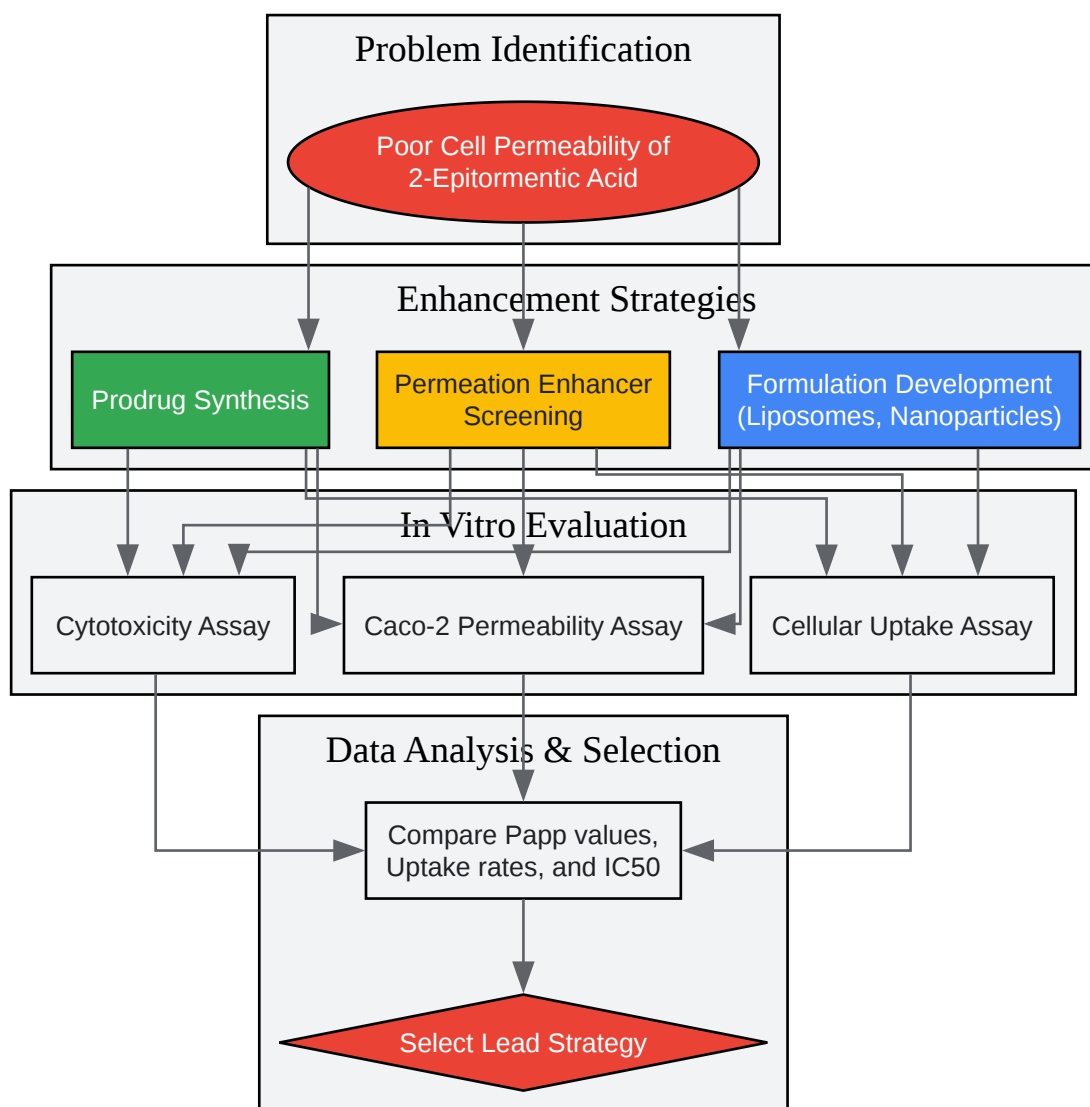 Problem Identification
Poor Cell Permeability of
2-Epitormentic Acid
Enhancement Strategies
Prodrug Synthesis
Permeation Enhancer
Screening
Formulation Development
(Liposomes, Nanoparticles)
In Vitro Evaluation
Cytotoxicity Assay
Caco-2 Permeability Assay
Cellular Uptake Assay
Data Analysis & Selection
Compare Papp values,
Uptake rates, and IC50
Select Lead Strategy